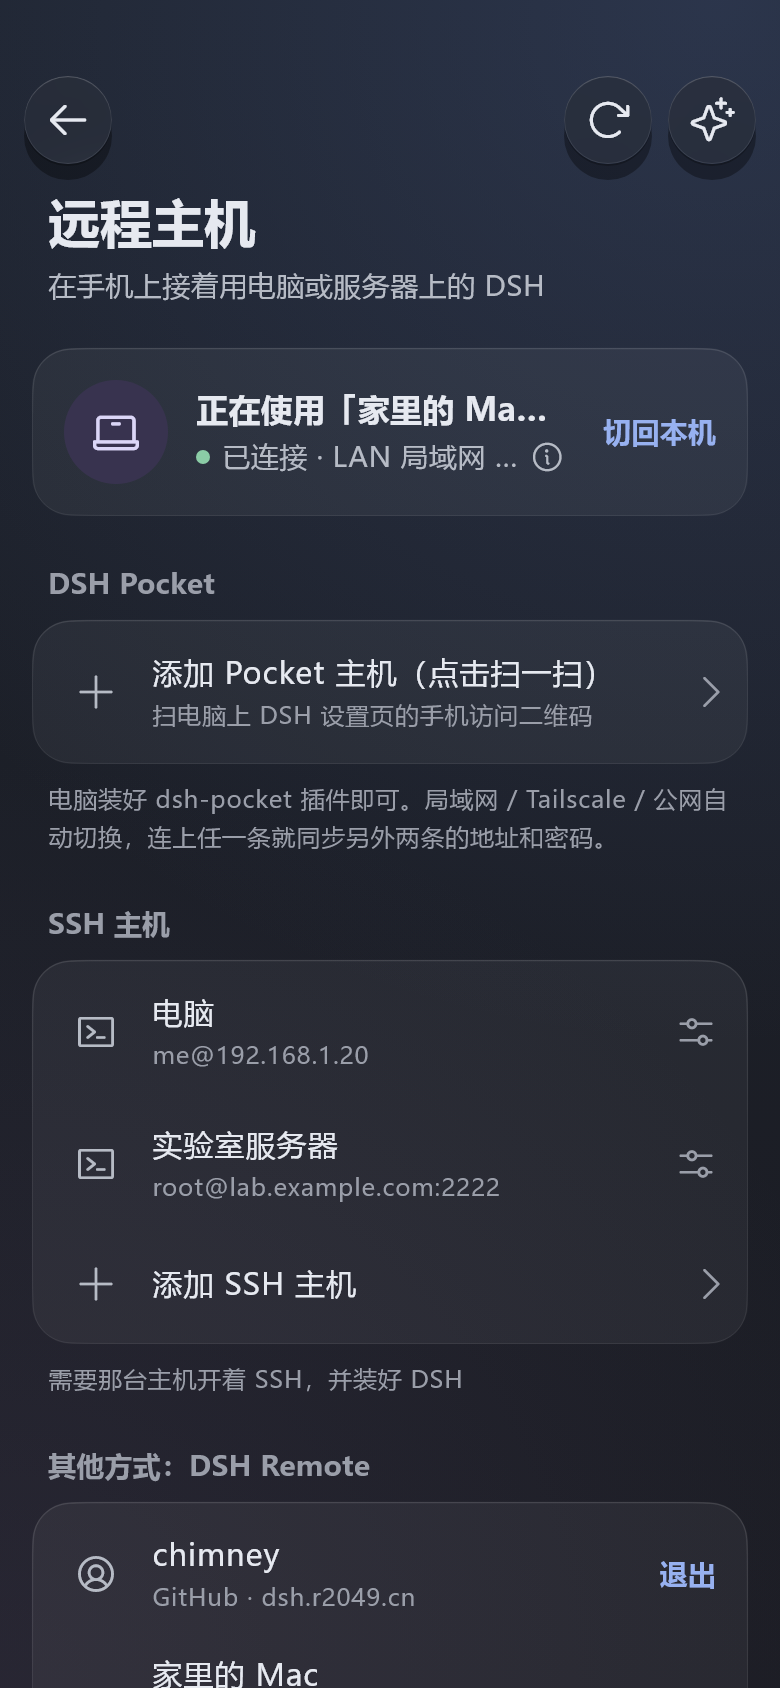 远程主机
在手机上接着用电脑或服务器上的 DSH
正在使用「家里的 Ma...
已连接 · LAN 局域网 ...
切回本机
DSH Pocket
添加 Pocket 主机（点击扫一扫）
扫电脑上 DSH 设置页的手机访问二维码
电脑装好 dsh-pocket 插件即可。局域网 / Tailscale / 公网自
动切换，连上任一条就同步另外两条的地址和密码。
SSH 主机
电脑
me@192.168.1.20
实验室服务器
root@lab.example.com:2222
添加 SSH 主机
需要那台主机开着 SSH，并装好 DSH
其他方式：DSH Remote
chimney
GitHub · dsh.r2049.cn
退出
家里的 Mac